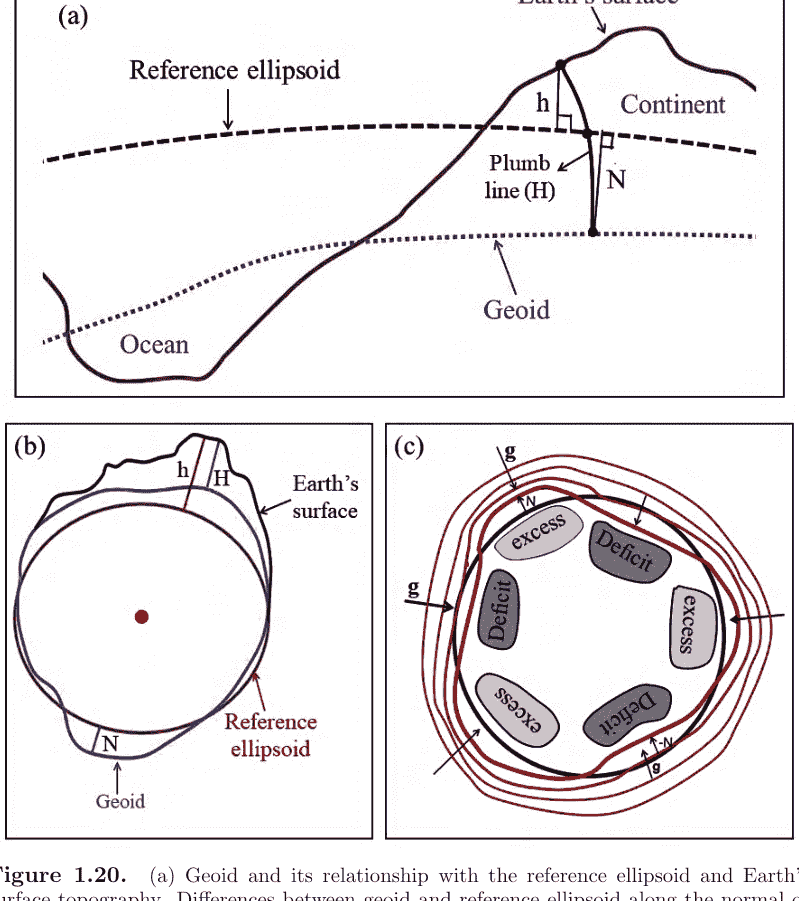 (a)
Earth's surface
Reference ellipsoid
h
Continent
Plumb
line (H)
N
Geoid
Ocean
(b)
h
H
Earth's
surface
Reference
ellipsoid
N
Geoid
(c)
g
N
excess
Deficit
g
Deficit
excess
excess
Deficit
-N
g
Figure 1.20. (a) Geoid and its relationship with the reference ellipsoid and Earth'
urface topography. Differences between geoid and reference ellipsoid along the normal o